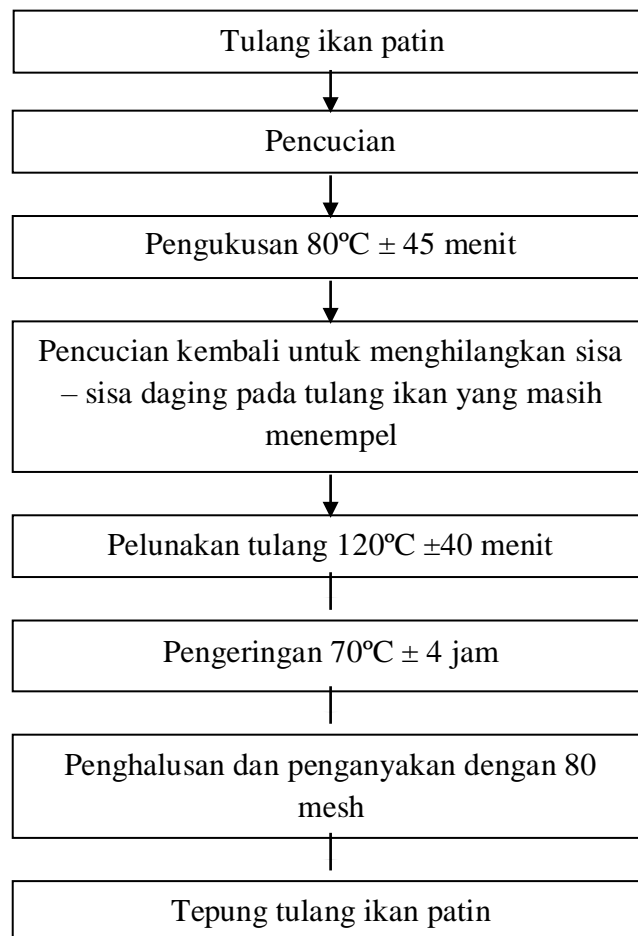 Tulang ikan patin
Pencucian
Pengukusan 80ºC ± 45 menit
Pencucian kembali untuk menghilangkan sisa
– sisa daging pada tulang ikan yang masih
menempel
Pelunakan tulang 120ºC ±40 menit
Pengeringan 70ºC ± 4 jam
Penghalusan dan penganyakan dengan 80
mesh
Tepung tulang ikan patin